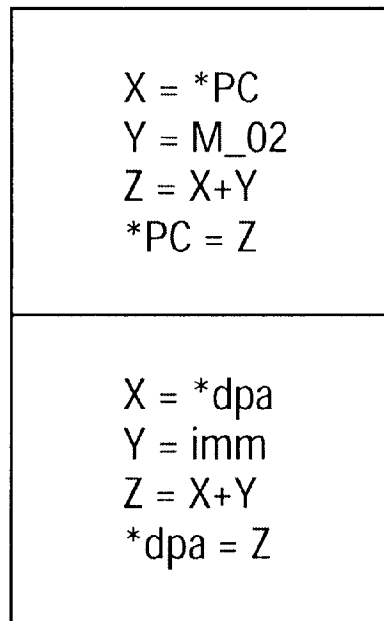 X = *PC
Y = M_02
Z = X+Y
*PC = Z
X = *dpa
Y = imm
Z = X+Y
*dpa = Z